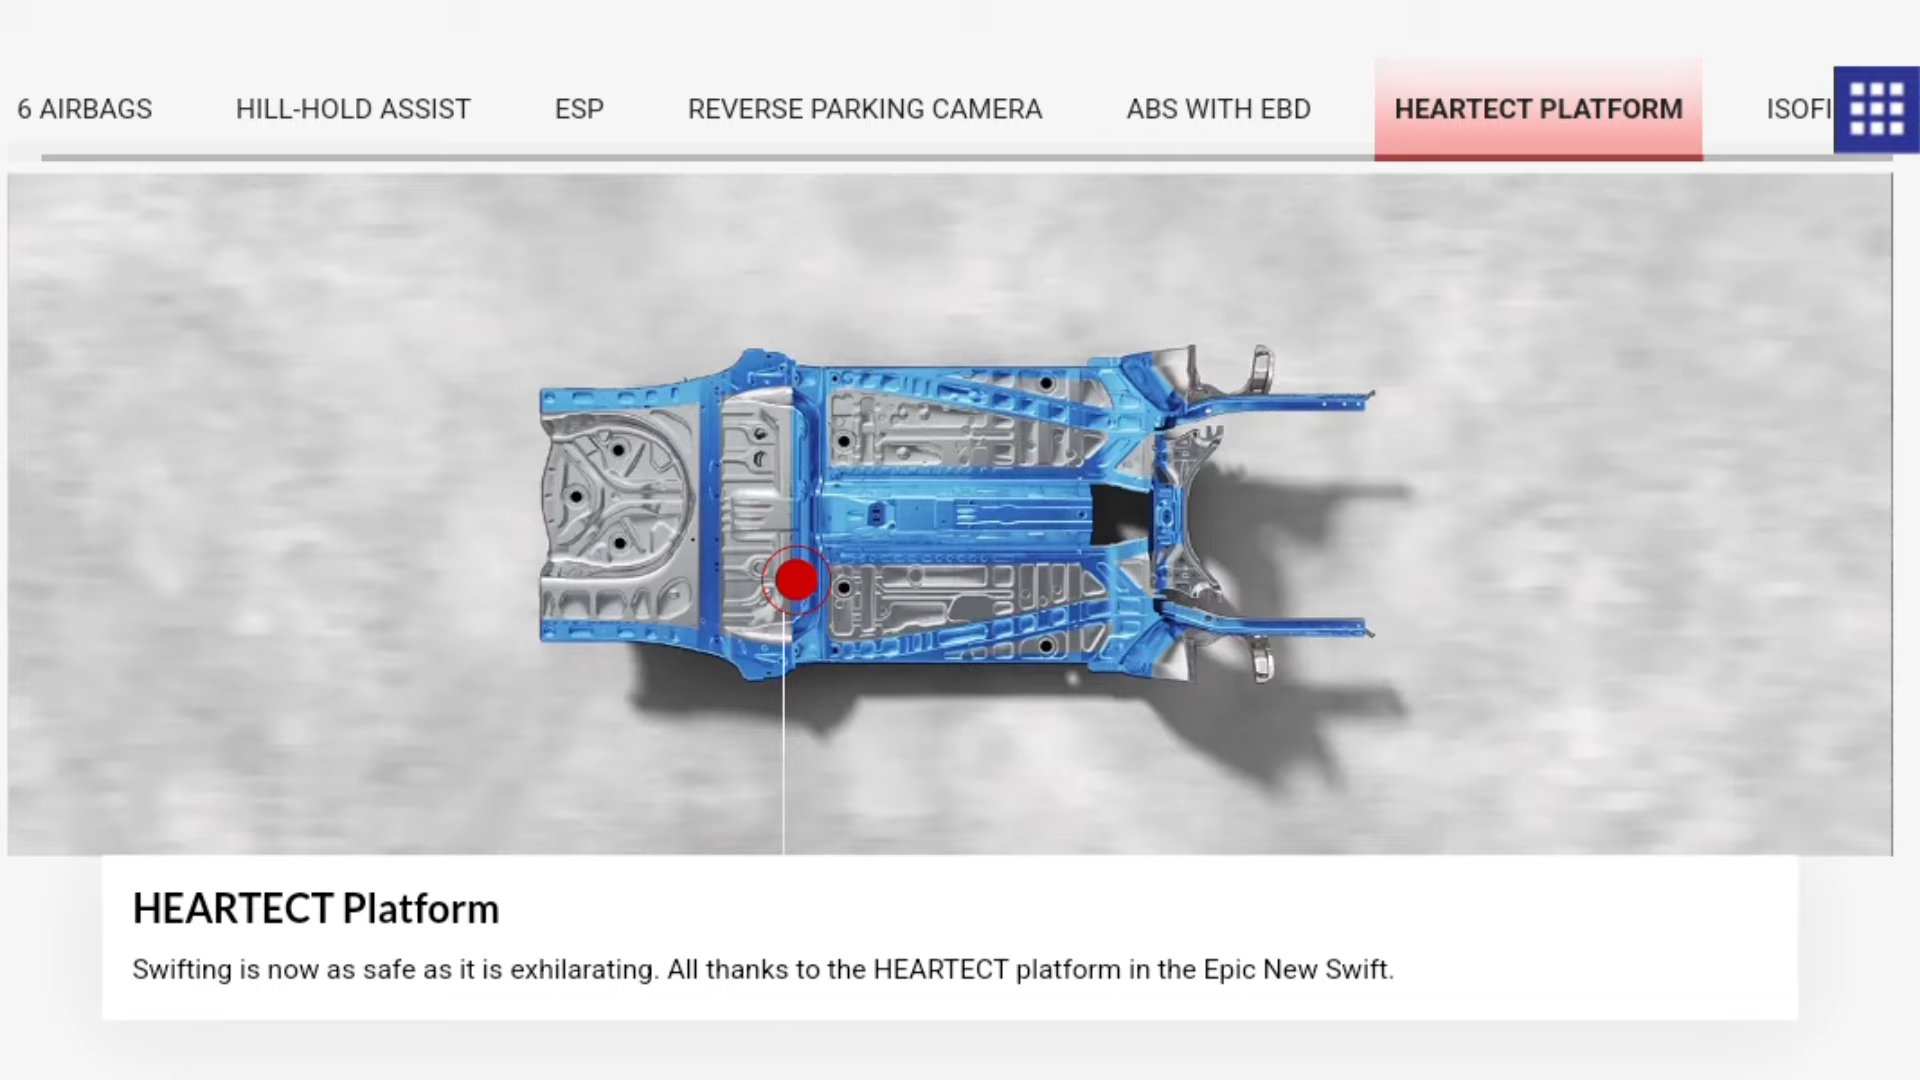 6 AIRBAGS HILL-HOLD ASSIST ESP REVERSE PARKING CAMERA ABS WITH EBD HEARTECT PLATFORM ISOFI
HEARTECT Platform
Swifting is now as safe as it is exhilarating. All thanks to the HEARTECT platform in the Epic New Swift.